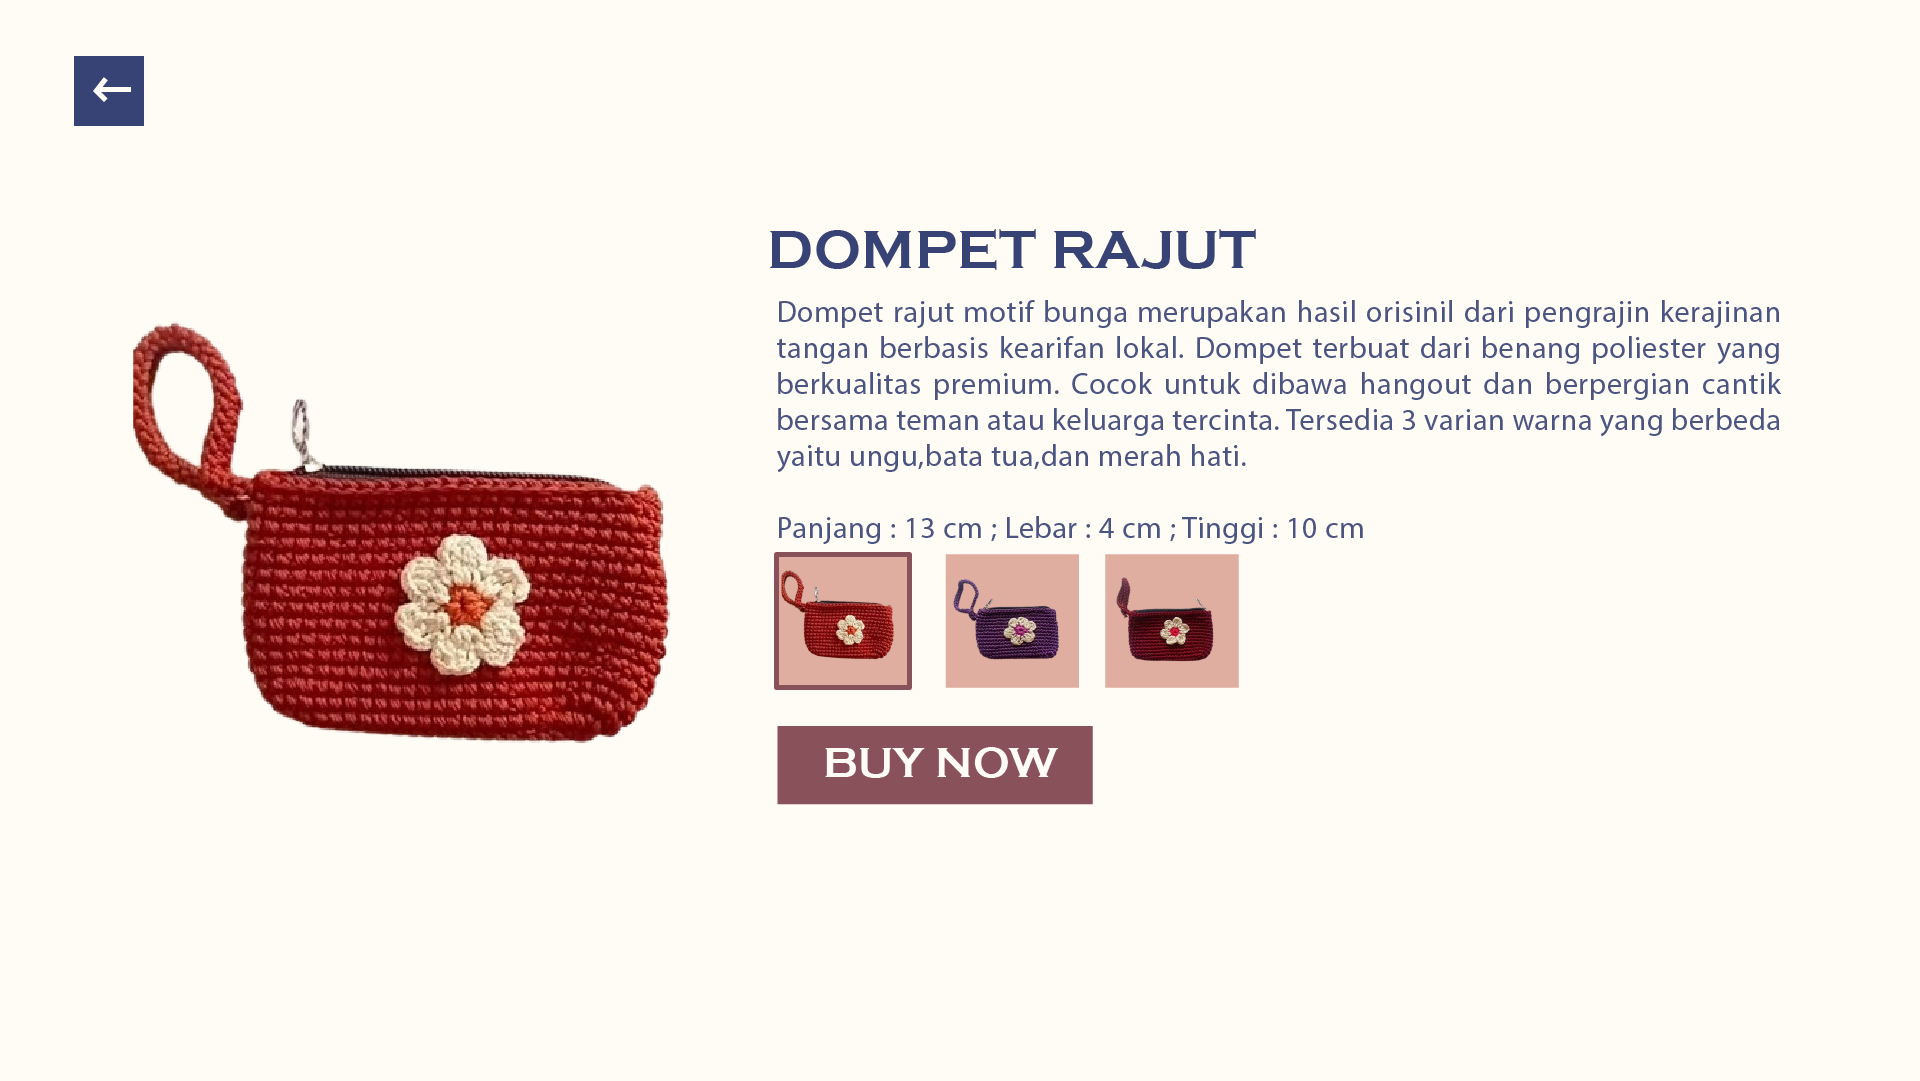 DOMPET RAJUT
Dompet rajut motif bunga merupakan hasil orisinil dari pengrajin kerajinan
tangan berbasis kearifan lokal. Dompet terbuat dari benang poliester yang
berkualitas premium. Cocok untuk dibawa hangout dan berpergian cantik
bersama teman atau keluarga tercinta. Tersedia 3 varian warna yang berbeda
yaitu ungu,bata tua,dan merah hati.
Panjang : 13 cm ; Lebar : 4 cm ; Tinggi : 10 cm
BUY NOW